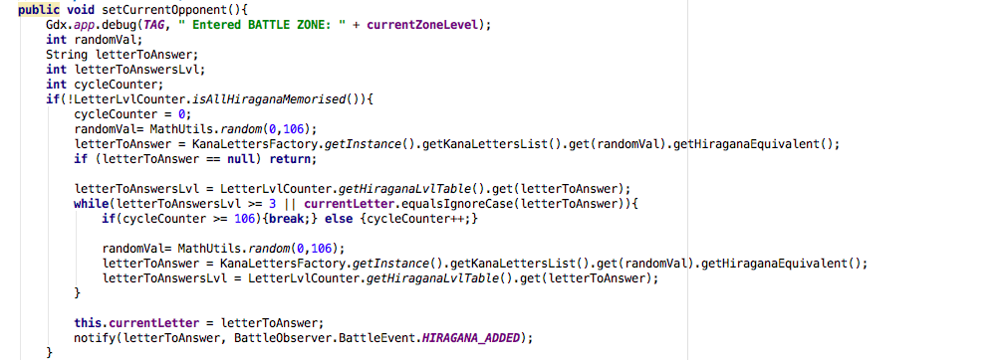 public void setCurrentOpponent(){
Gdx.app.debug(TAG, " Entered BATTLE ZONE: " + currentZoneLevel);
int randomVal;
String letterToAnswer;
int letterToAnswersLvl;
int cycleCounter;
if(!LetterLvlCounter.isAllHiraganaMemorised()){
cycleCounter = 0;
randomVal= MathUtils.random(0,106);
letterToAnswer = KanaLettersFactory.getInstance().getKanaLettersList().get(randomVal).getHiraganaEquivalent();
if (letterToAnswer == null) return;
letterToAnswersLvl = LetterLvlCounter.getHiraganaLvlTable().get(letterToAnswer);
while(letterToAnswersLvl >= 3 || currentLetter.equalsIgnoreCase(letterToAnswer)){
if(cycleCounter >= 106){break;} else {cycleCounter++;}
randomVal= MathUtils.random(0,106);
letterToAnswer = KanaLettersFactory.getInstance().getKanaLettersList().get(randomVal).getHiraganaEquivalent();
letterToAnswersLvl = LetterLvlCounter.getHiraganaLvlTable().get(letterToAnswer);
}
this.currentLetter = letterToAnswer;
notify(letterToAnswer, BattleObserver.BattleEvent.HIRAGANA_ADDED);
}